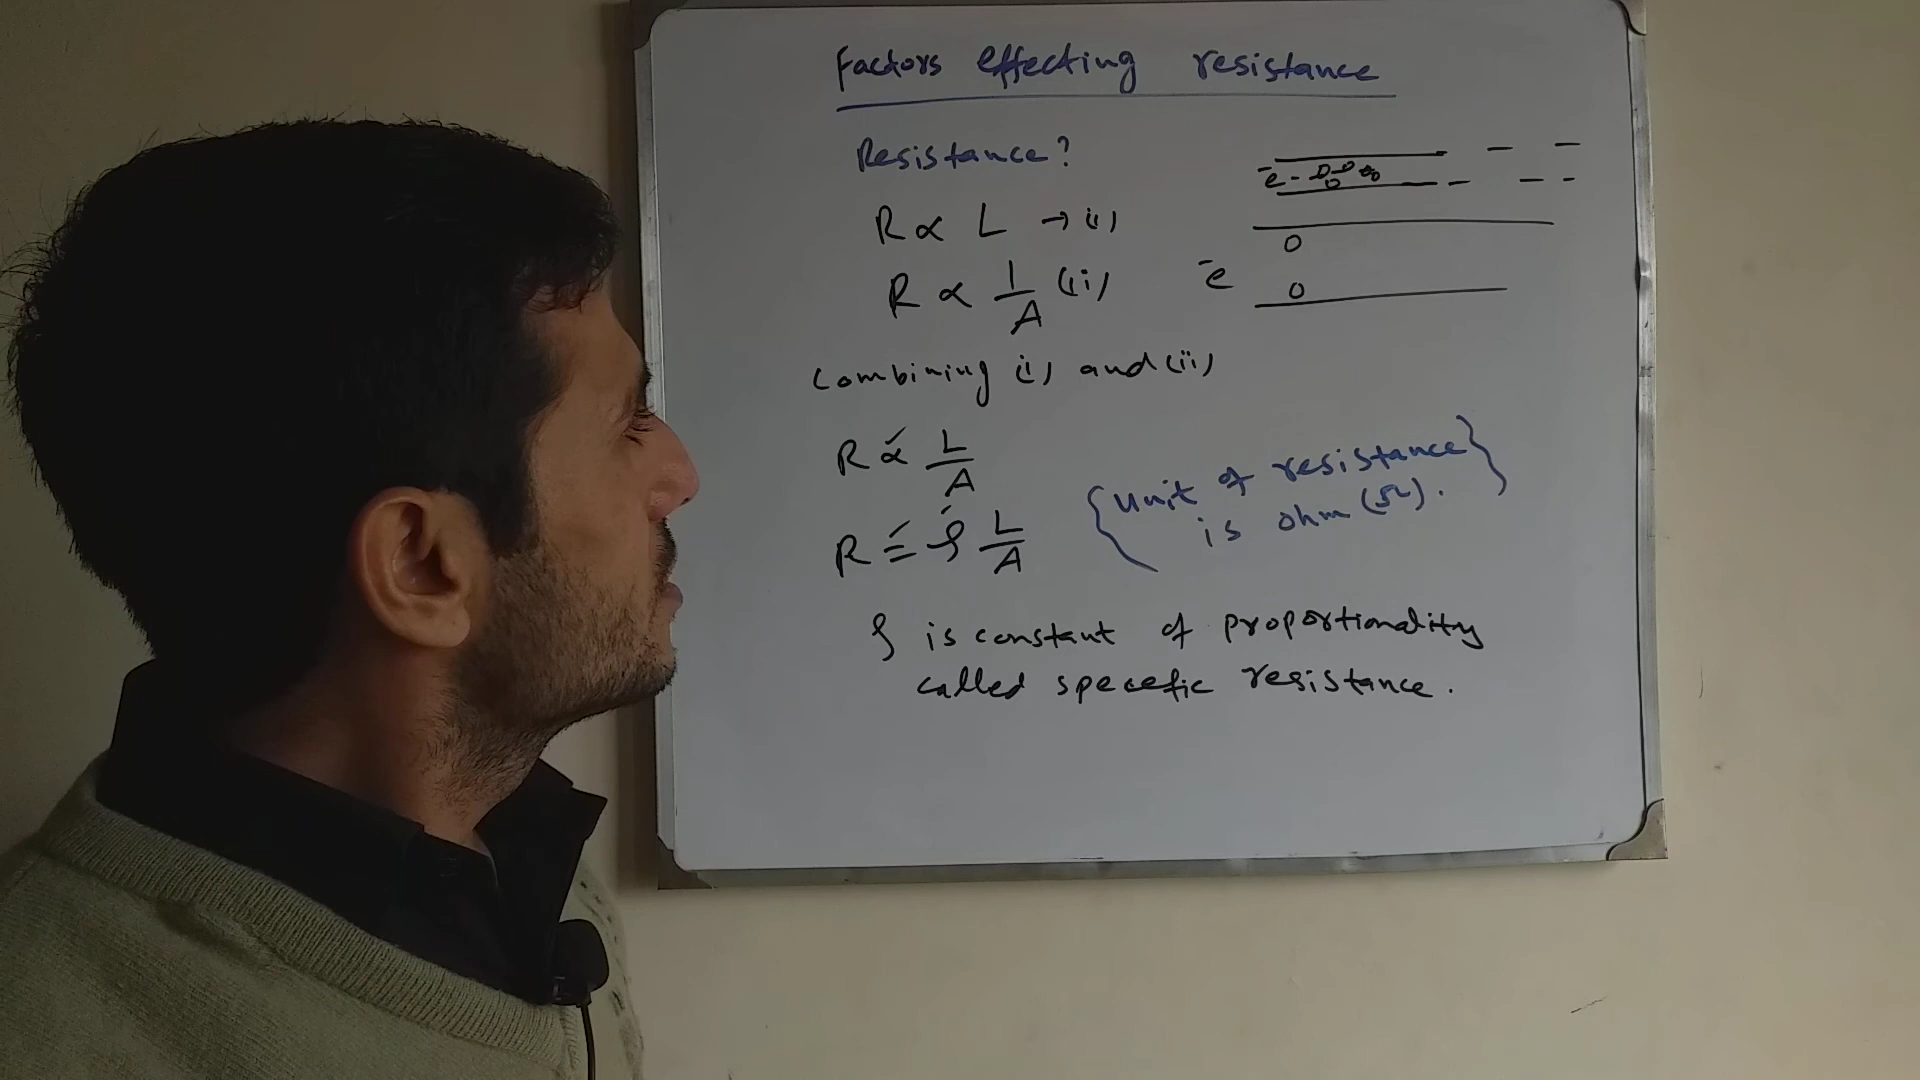 Factors effecting resistance
Resistance?
R ∝ L → (i)
R ∝ 1/A (ii)
e⁻
e⁻
Combining (i) and (ii)
R ∝ L/A
R = ρ L/A
{unit of resistance
is ohm (Ω).}
ρ is constant of proportionality
called specefic resistance.